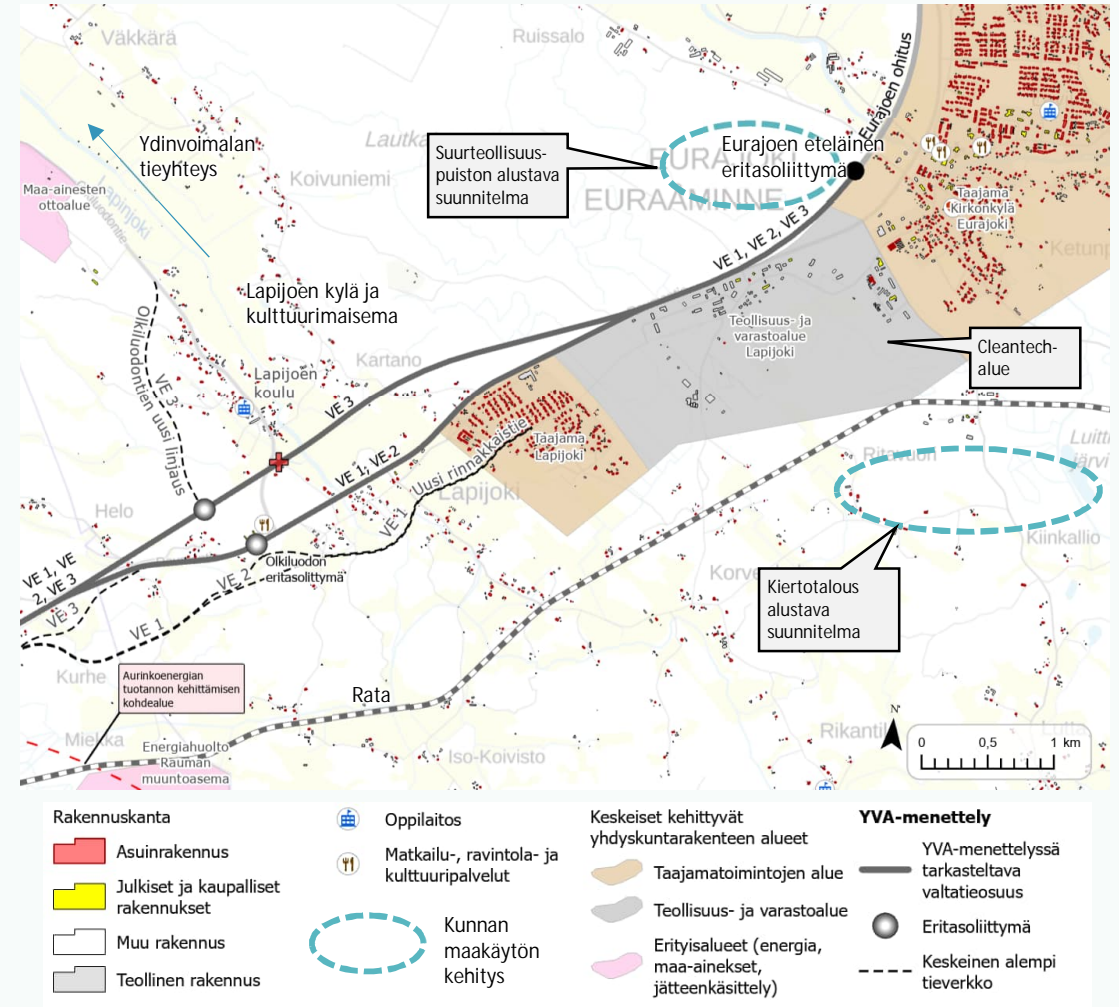 Väkkärä
Ruissalo
Eurajoen ohitus
Lautka
Ydinvoimalan
tieyhteys
Suurteollisuus-
puiston alustava
suunnitelma
EURAJOKI
EURAAMINNE
Eurajoen eteläinen
eritasoliittymä
Koivuniemi
Maa-ainesten
ottoalue
Lapinjoki
Olkiluodontie
Taajama
Kirkonkylä
Eurajoki
Ketunp
VE 1, VE 2, VE 3
Lapijoen kylä ja
kulttuurimaisema
Olkiluodontien uusi linjaus
VE 3
Teollisuus- ja
varastoalue
Lapijoki
Cleantech-
alue
Kartano
Lapijoen
koulu
VE 3
VE 1, VE 2
Uusi rinnakkaistie
Taajama
Lapijoki
Lapijoki
VE 1
Ritavuori
Luitti
järvi
Helo
Olkiluodon
eritasoliittymä
Kiinkallio
VE 1, VE
2, VE 3
VE 2
VE 3
VE 1
Korve
Kiertotalous
alustava
suunnitelma
Kurhe
Aurinkoenergian
tuotannon kehittämisen
kohdealue
Rata
Miekka
Energiahuolto
Rauman
muuntoasema
Iso-Koivisto
Rikantil
Lutta
N
0 0,5 1 km
Rakennuskanta
Asuinrakennus
Julkiset ja kaupalliset
rakennukset
Muu rakennus
Teollinen rakennus
Oppilaitos
Matkailu-, ravintola- ja
kulttuuripalvelut
Kunnan
maakäytön
kehitys
Keskeiset kehittyvät
yhdyskuntarakenteen alueet
Taajamatoimintojen alue
Teollisuus- ja varastoalue
Erityisalueet (energia,
maa-ainekset,
jätteenkäsittely)
YVA-menettely
YVA-menettelyssä
tarkasteltava
valtatieosuus
Eritasoliittymä
Keskeinen alempi
tieverkko